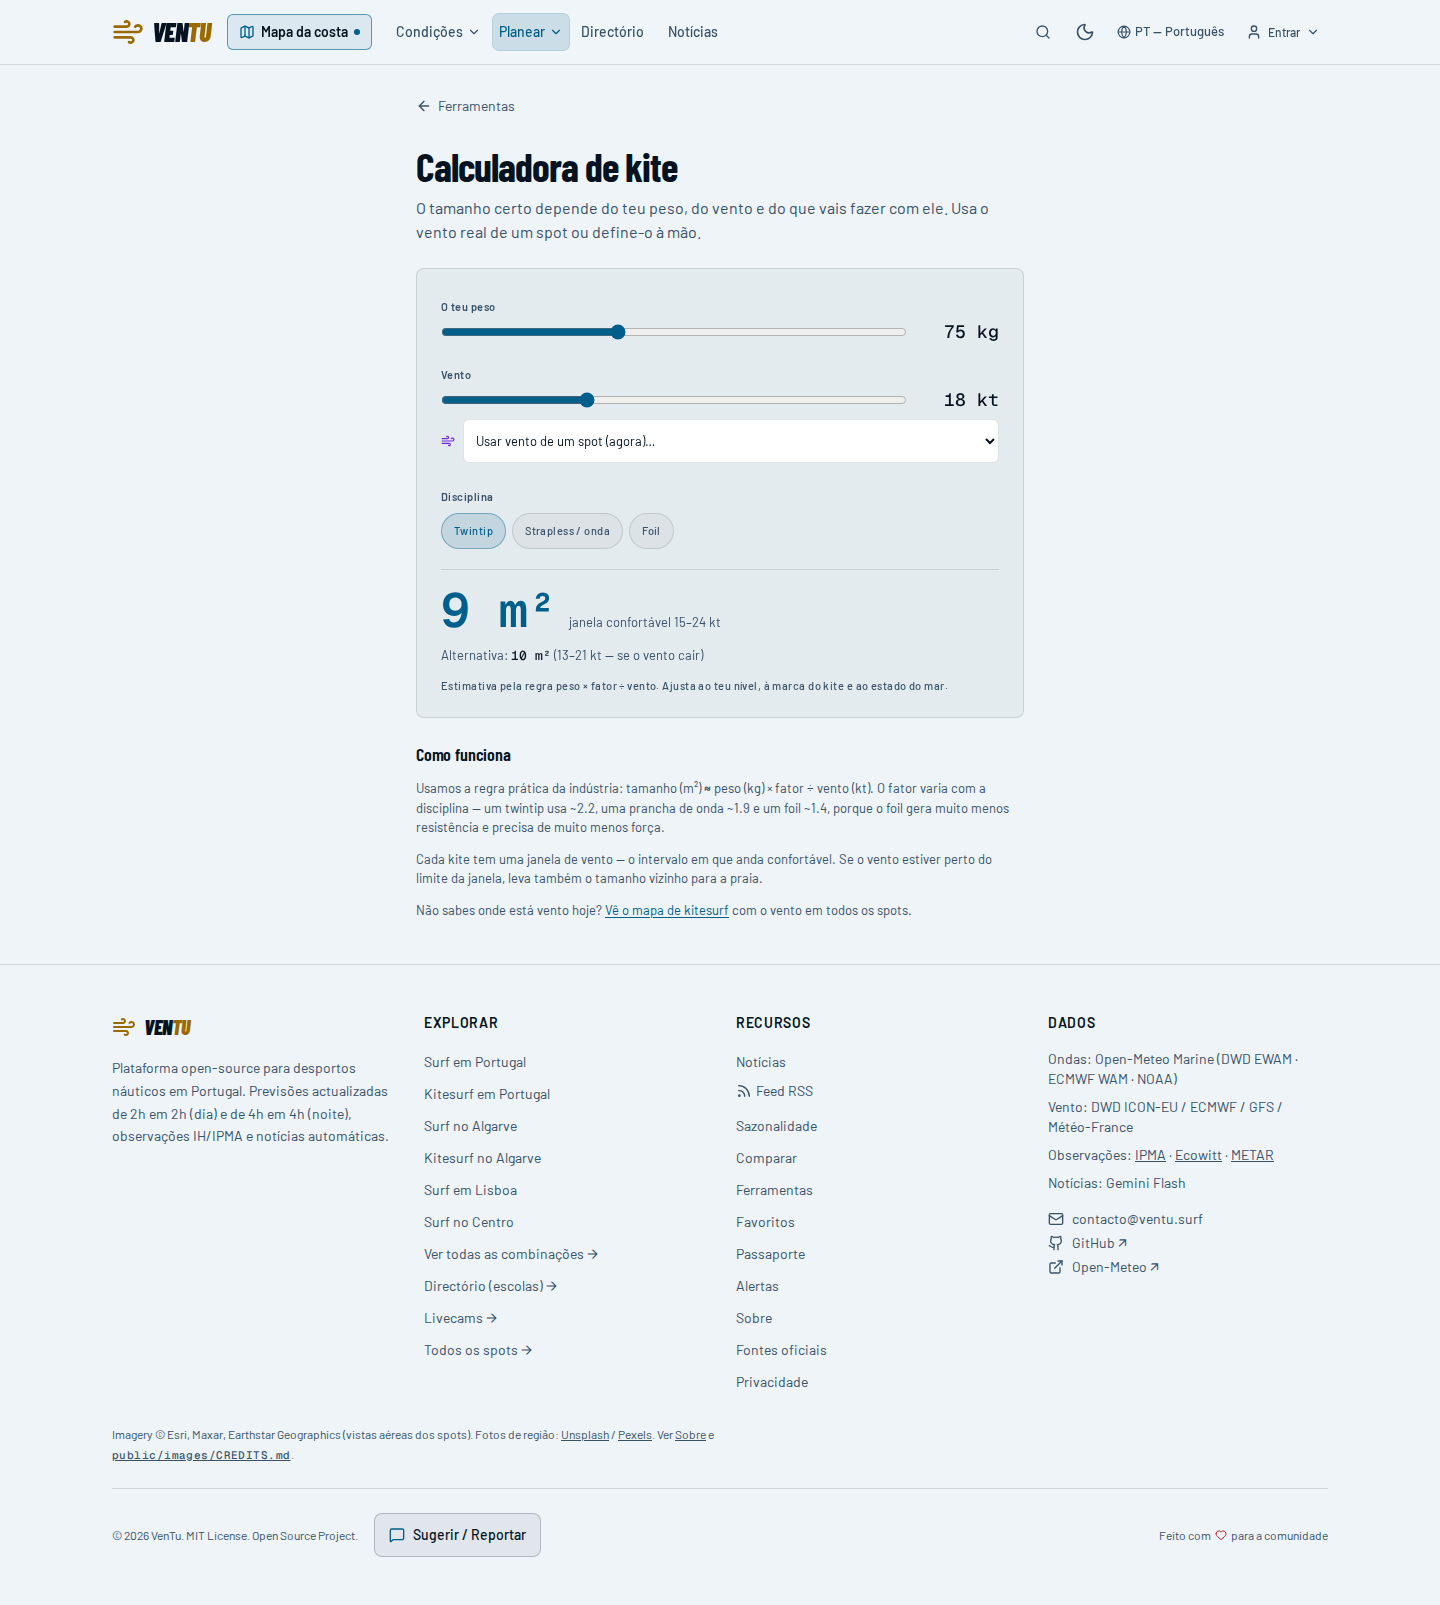 VENTU
Mapa da costa
Condições
Planear
Directório
Notícias
PT — Português
Entrar
Ferramentas
Calculadora de kite
O tamanho certo depende do teu peso, do vento e do que vais fazer com ele. Usa o
vento real de um spot ou define-o à mão.
O teu peso
75 kg
Vento
18 kt
Usar vento de um spot (agora)…
Disciplina
Twintip
Strapless / onda
Foil
9 m² janela confortável 15–24 kt
Alternativa: 10 m² (13–21 kt — se o vento cair)
Estimativa pela regra peso × fator ÷ vento. Ajusta ao teu nível, à marca do kite e ao estado do mar.
Como funciona
Usamos a regra prática da indústria: tamanho (m²) ≈ peso (kg) × fator ÷ vento (kt). O fator varia com a
disciplina — um twintip usa ~2.2, uma prancha de onda ~1.9 e um foil ~1.4, porque o foil gera muito menos
resistência e precisa de muito menos força.
Cada kite tem uma janela de vento — o intervalo em que anda confortável. Se o vento estiver perto do
limite da janela, leva também o tamanho vizinho para a praia.
Não sabes onde está vento hoje? Vê o mapa de kitesurf com o vento em todos os spots.
VENTU
Plataforma open-source para desportos
náuticos em Portugal. Previsões actualizadas
de 2h em 2h (dia) e de 4h em 4h (noite),
observações IH/IPMA e notícias automáticas.
EXPLORAR
Surf em Portugal
Kitesurf em Portugal
Surf no Algarve
Kitesurf no Algarve
Surf em Lisboa
Surf no Centro
Ver todas as combinações →
Directório (escolas) →
Livecams →
Todos os spots →
RECURSOS
Notícias
Feed RSS
Sazonalidade
Comparar
Ferramentas
Favoritos
Passaporte
Alertas
Sobre
Fontes oficiais
Privacidade
DADOS
Ondas: Open-Meteo Marine (DWD EWAM ·
ECMWF WAM · NOAA)
Vento: DWD ICON-EU / ECMWF / GFS /
Météo-France
Observações: IPMA · Ecowitt · METAR
Notícias: Gemini Flash
contacto@ventu.surf
GitHub
Open-Meteo
Imagery © Esri, Maxar, Earthstar Geographics (vistas aéreas dos spots). Fotos de região: Unsplash / Pexels. Ver Sobre e
public/images/CREDITS.md.
© 2026 VenTu. MIT License. Open Source Project.
Sugerir / Reportar
Feito com ♡ para a comunidade